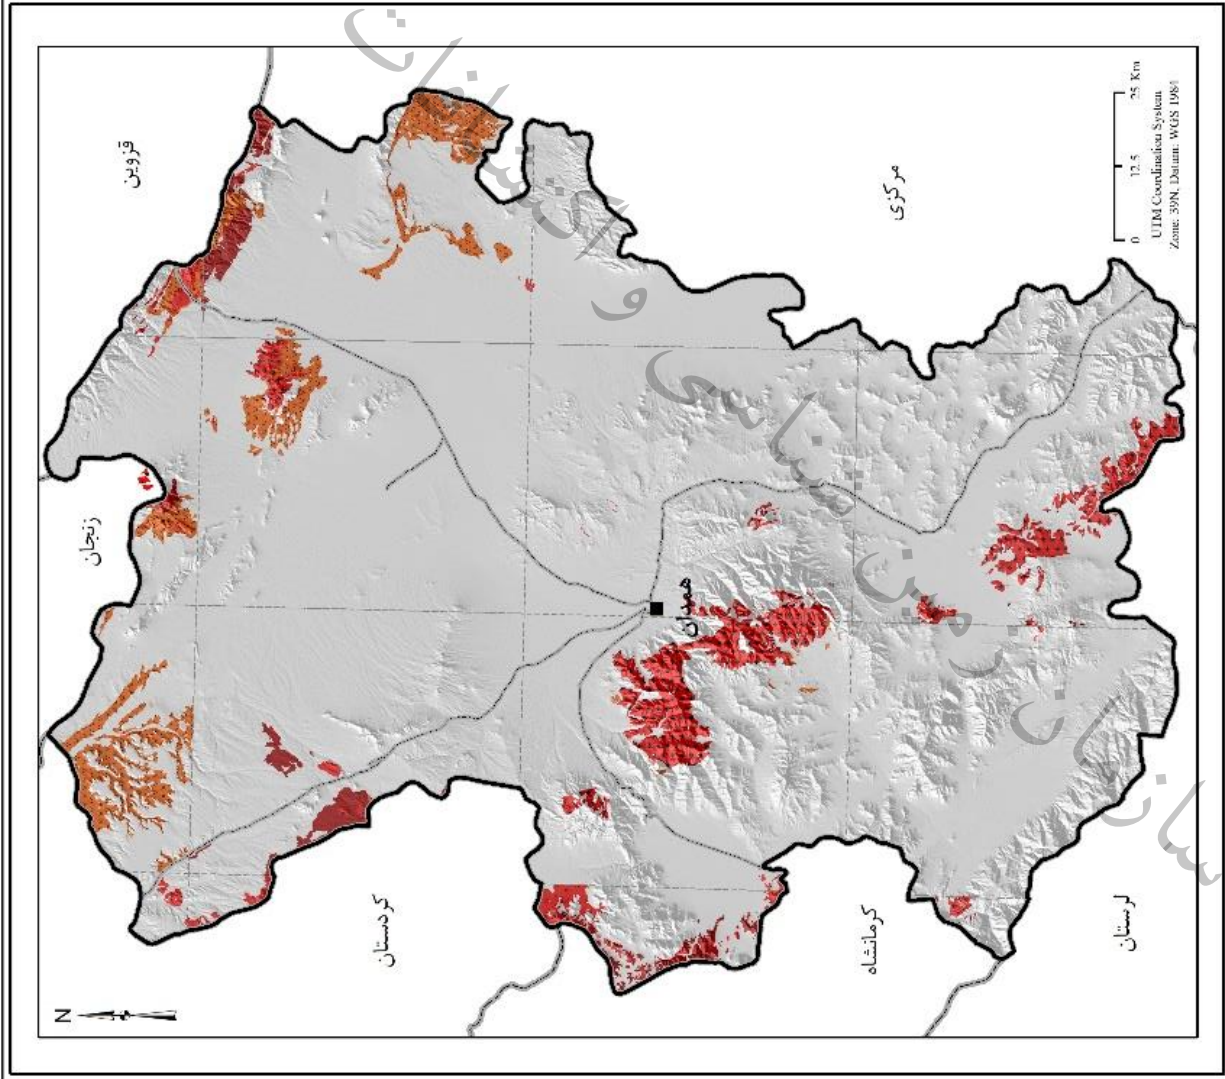 قزوین
زنجان
مرکزی
همدان
کردستان
کرمانشاه
لرستان
N
0 12.5 25 Km
UTM Coordination System
Zone: 39N, Datum: WGS 1984
سازمان زمین شناسی و اکتشافات